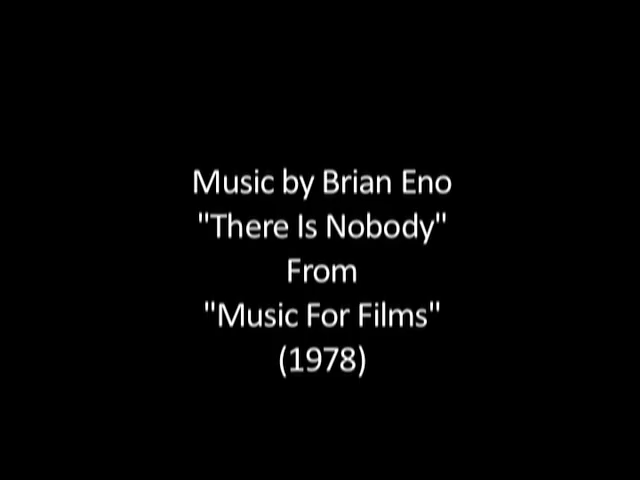 Music by Brian Eno
"There Is Nobody"
From
"Music For Films"
(1978)